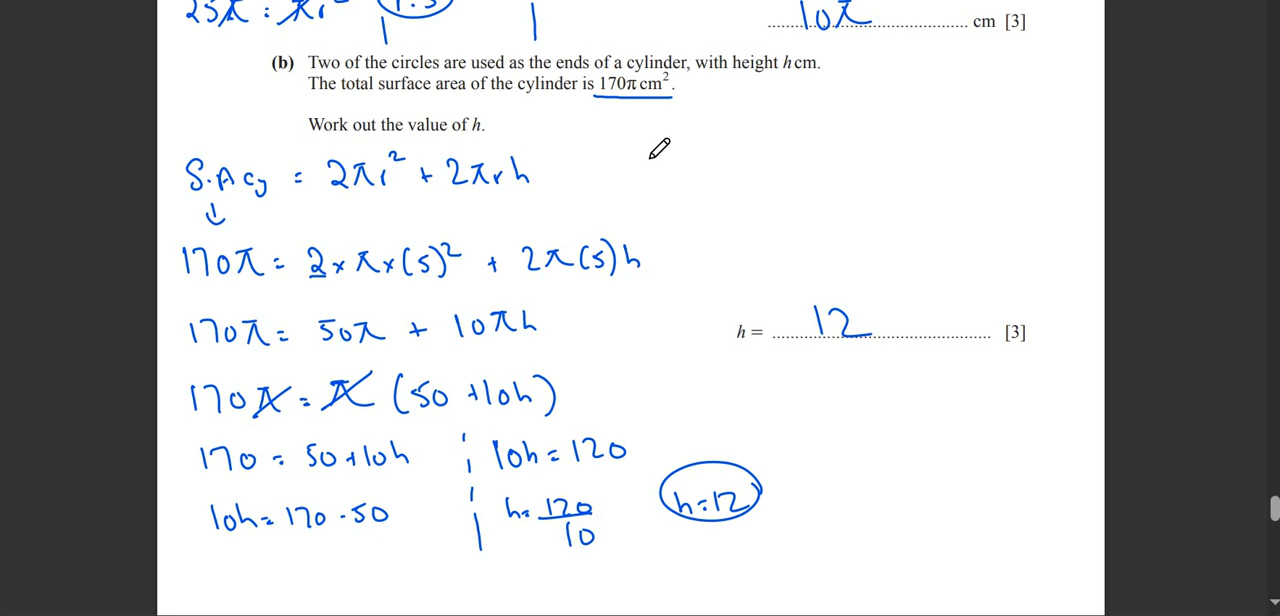 25π = πr²
10π cm [3]
(b) Two of the circles are used as the ends of a cylinder, with height h cm.
The total surface area of the cylinder is 170π cm².
Work out the value of h.
S.A cy = 2πr² + 2πrh
170π = 2×π×(5)² + 2π(5)h
170π = 50π + 10πh
h = 12 [3]
170π = π (50 + 10h)
170 = 50 + 10h
10h = 170 - 50
10h = 120
h = 120/10
h = 12